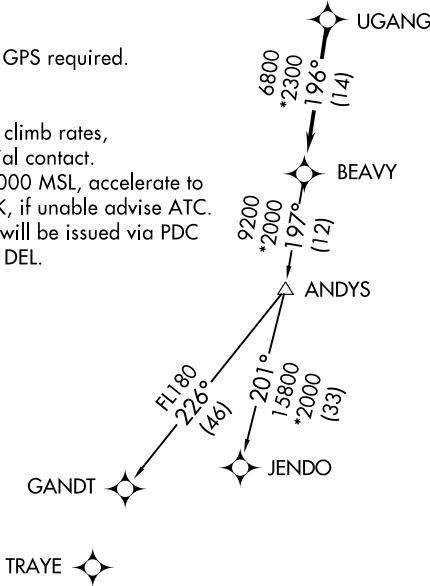 UGANG
GPS required.
6800
*2300
196°
(14)
climb rates,
al contact.
000 MSL, accelerate to
K, if unable advise ATC.
will be issued via PDC
DEL.
BEAVY
9200
*2000
197°
(12)
ANDYS
FL180
226°
(46)
201°
15800
*2000
(33)
JENDO
GANDT
TRAYE